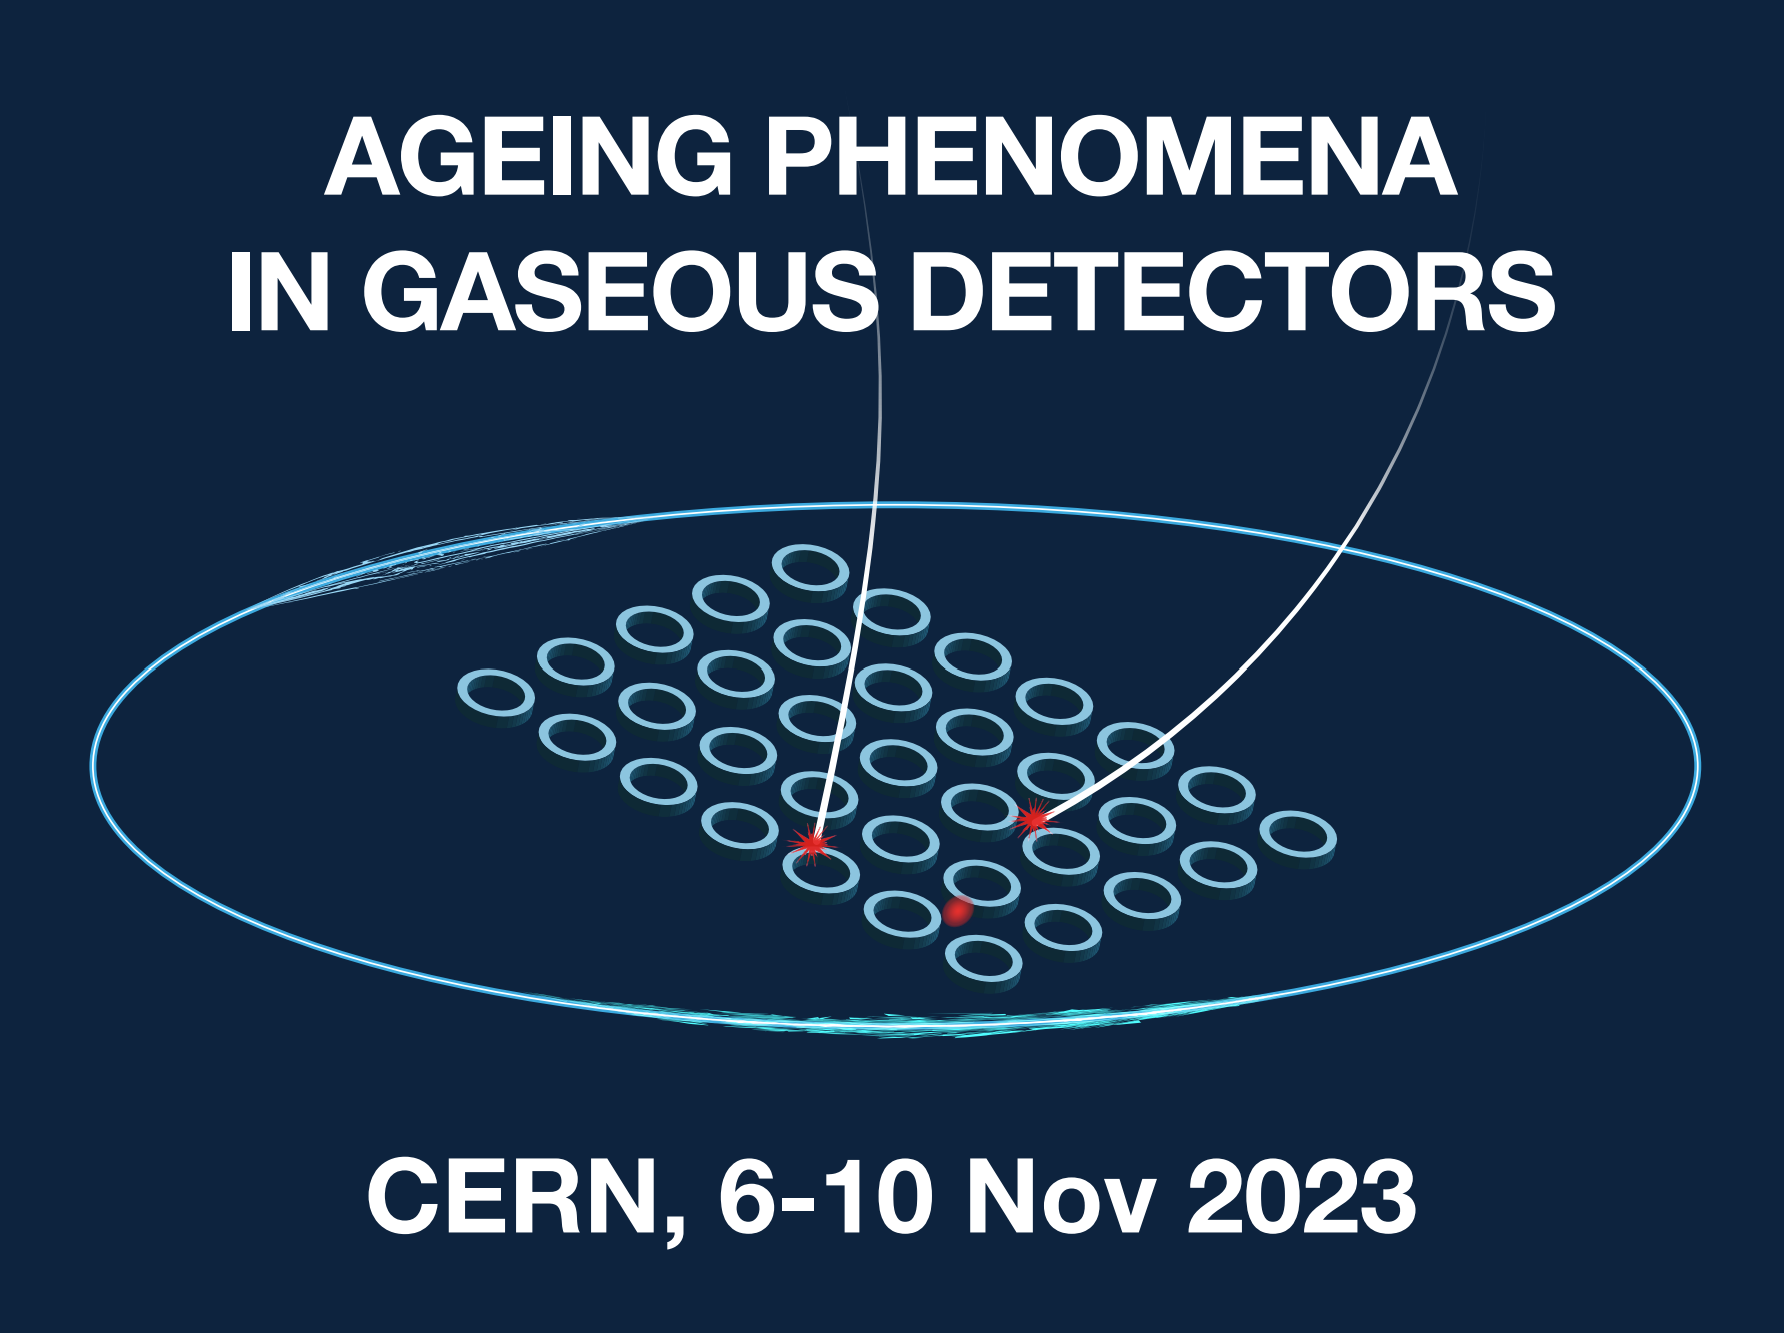 AGEING PHENOMENA
IN GASEOUS DETECTORS
CERN, 6-10 Nov 2023